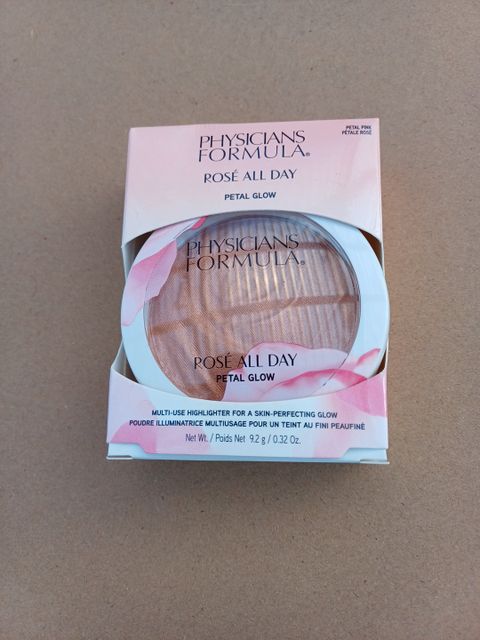 PETAL PINK
PÉTALE ROSÉ
PHYSICIANS
FORMULA®
ROSÉ ALL DAY
PETAL GLOW
PHYSICIANS
FORMULA®
ROSÉ ALL DAY
PETAL GLOW
MULTI-USE HIGHLIGHTER FOR A SKIN-PERFECTING GLOW
POUDRE ILLUMINATRICE MULTIUSAGE POUR UN TEINT AU FINI PEAUFINÉ
Net Wt. / Poids Net 9.2 g / 0.32 Oz.